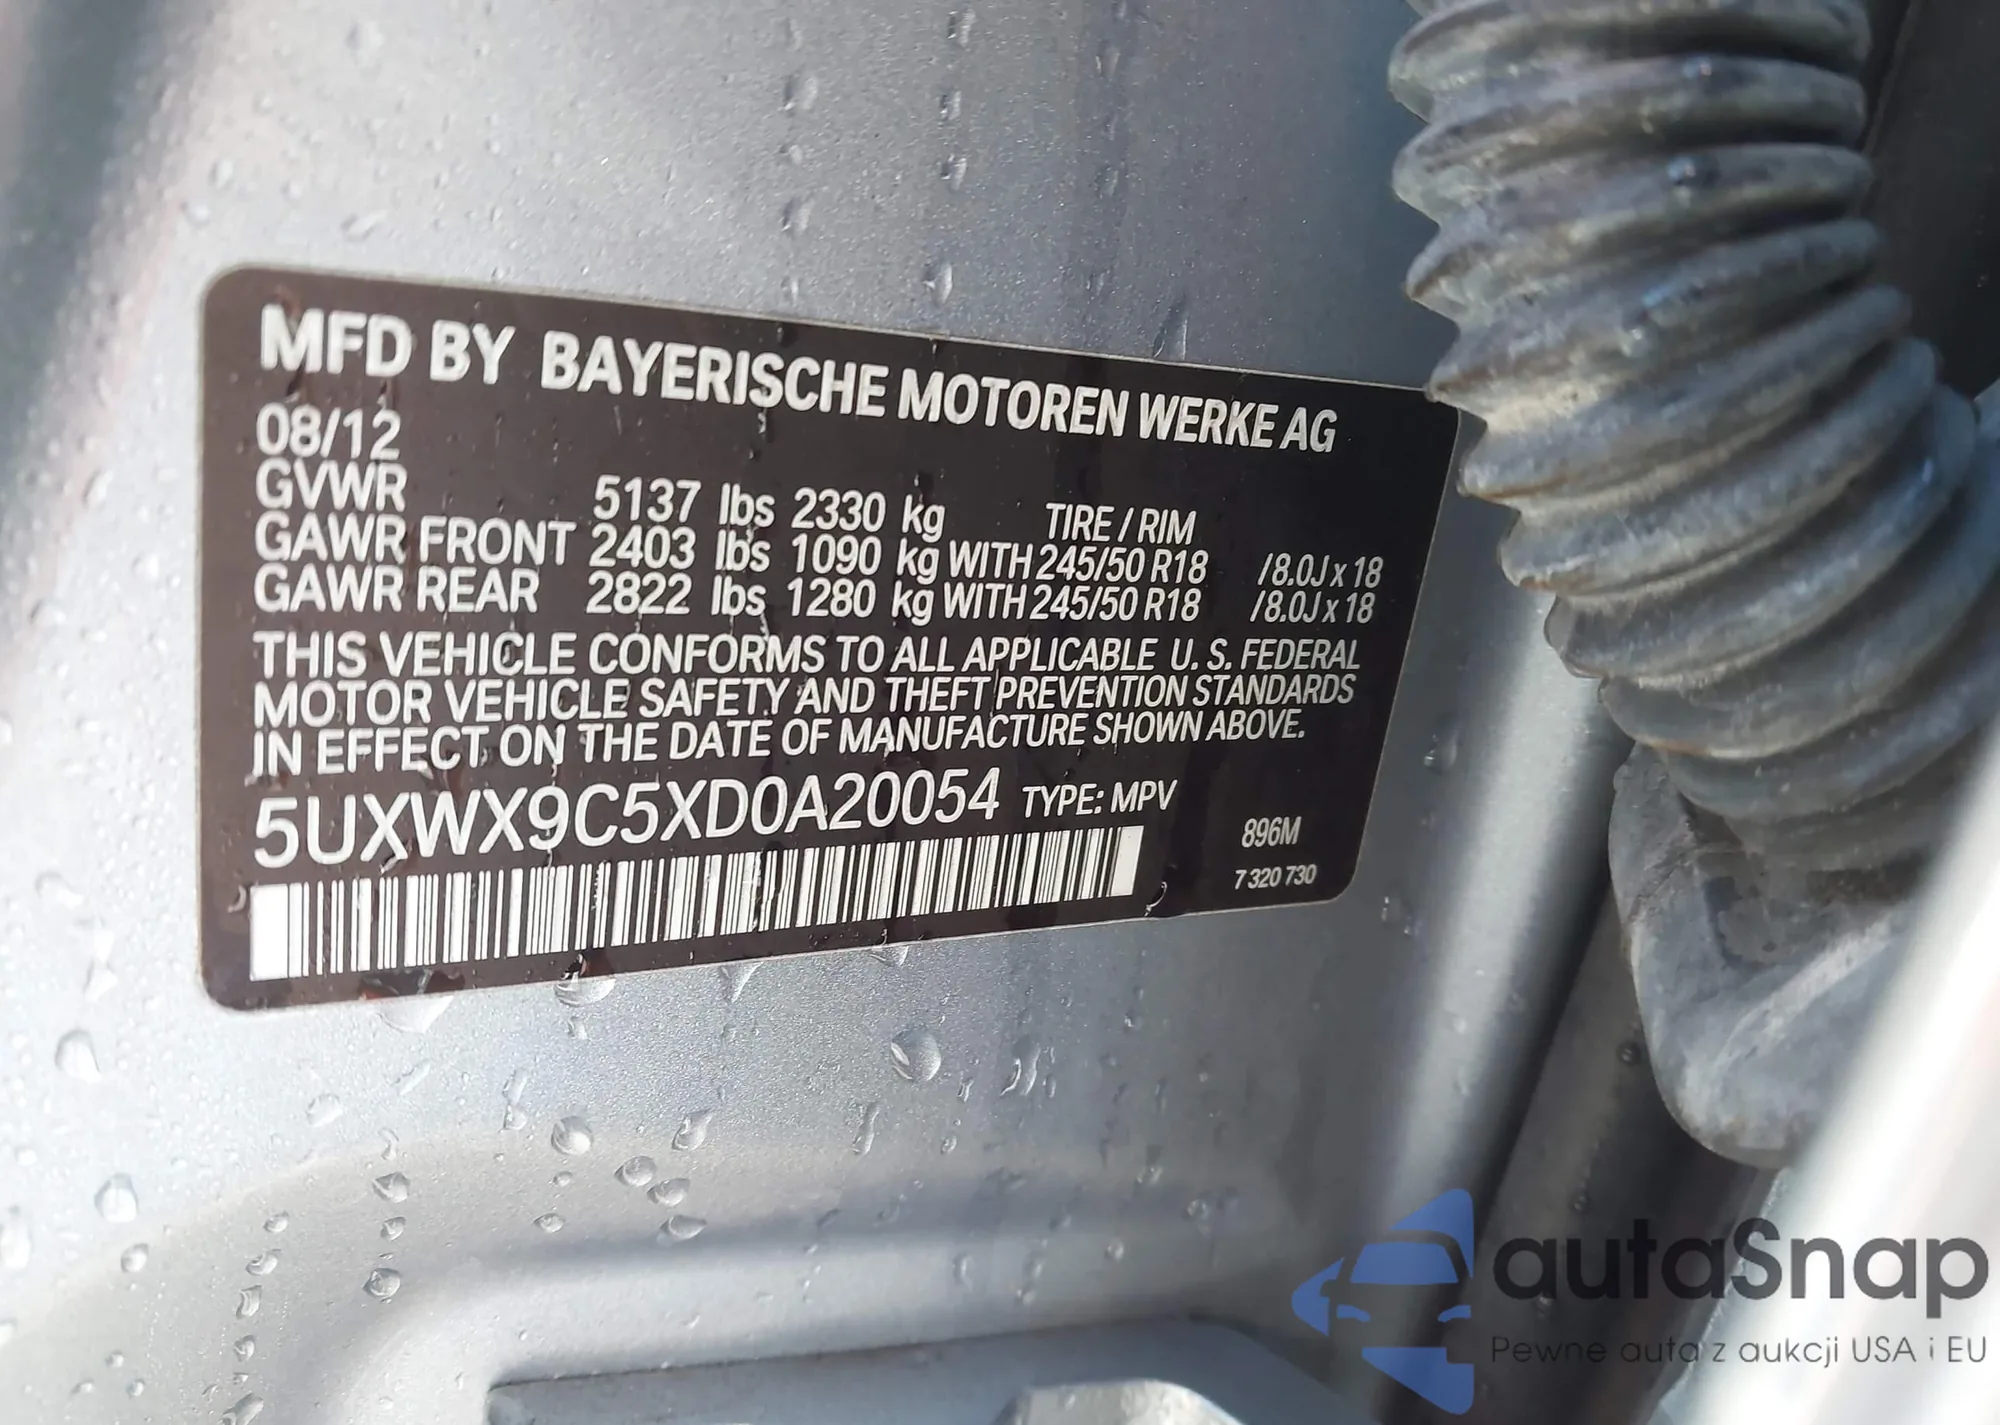 MFD BY BAYERISCHE MOTOREN WERKE AG
08/12
GVWR 5137 lbs 2330 kg TIRE / RIM
GAWR FRONT 2403 lbs 1090 kg WITH 245/50 R18 /8.0J x 18
GAWR REAR 2822 lbs 1280 kg WITH 245/50 R18 /8.0J x 18
THIS VEHICLE CONFORMS TO ALL APPLICABLE U. S. FEDERAL
MOTOR VEHICLE SAFETY AND THEFT PREVENTION STANDARDS
IN EFFECT ON THE DATE OF MANUFACTURE SHOWN ABOVE.
5UXWX9C5XD0A20054 TYPE: MPV
896M
7 320 730
autaSnap
Pewne auta z aukcji USA i EU